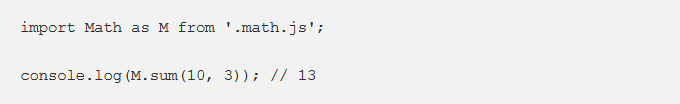 import Math as M from '.math.js';
console.log(M.sum(10, 3)); // 13